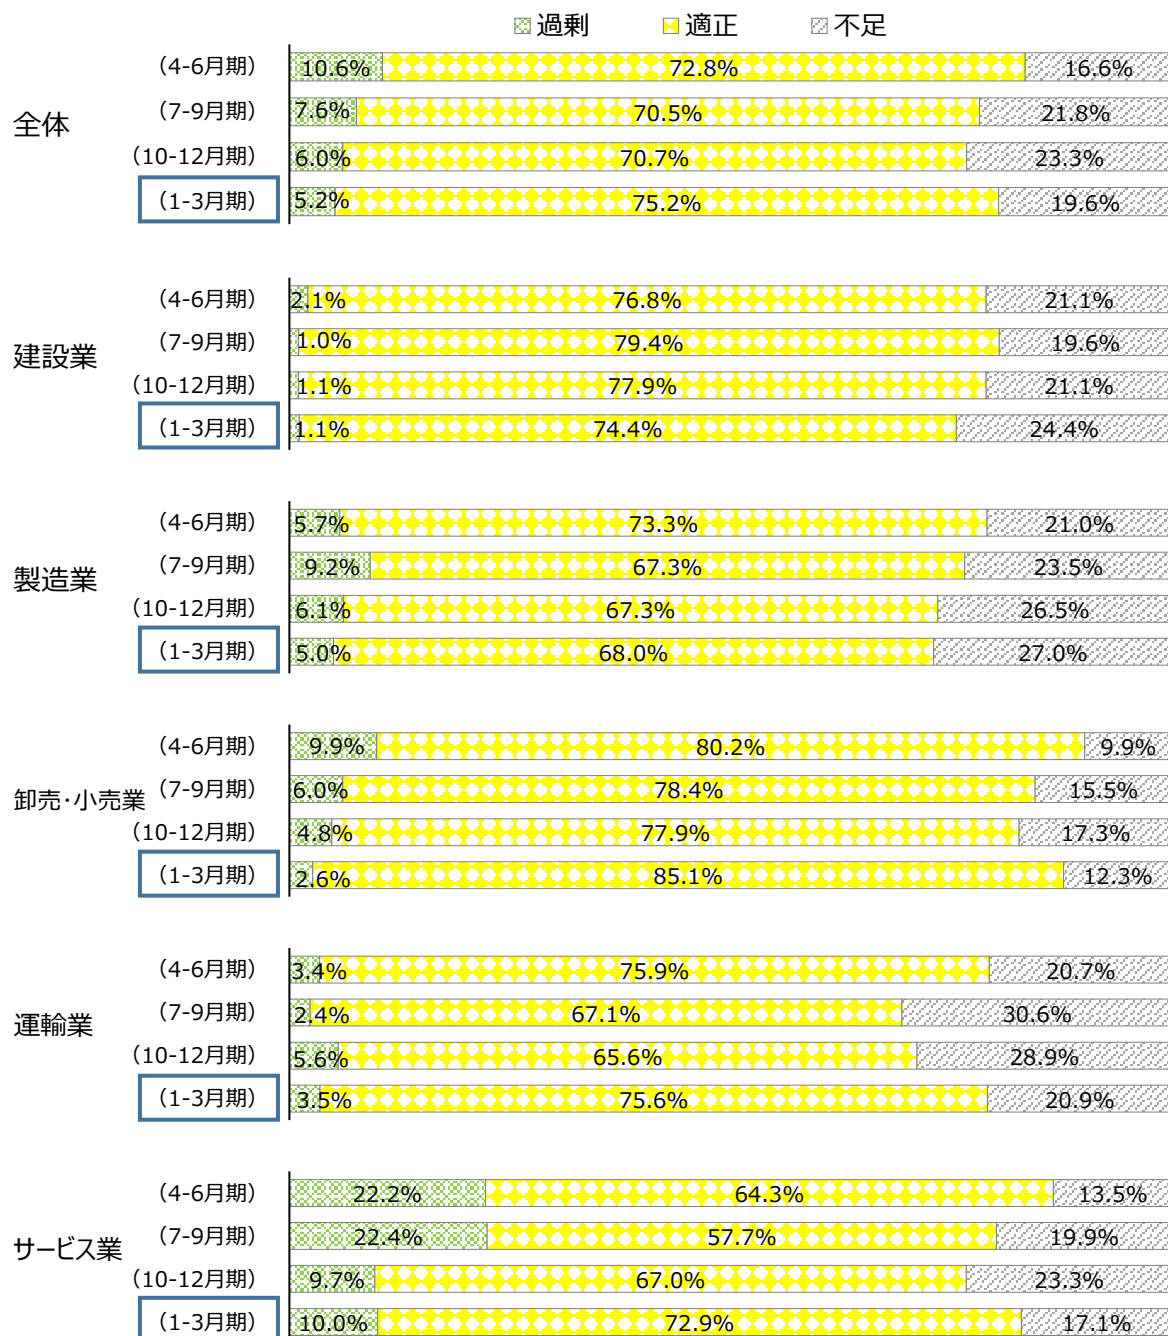 過剰 適正 不足
全体
(4-6月期) 10.6% 72.8% 16.6%
(7-9月期) 7.6% 70.5% 21.8%
(10-12月期) 6.0% 70.7% 23.3%
(1-3月期) 5.2% 75.2% 19.6%
建設業
(4-6月期) 2.1% 76.8% 21.1%
(7-9月期) 1.0% 79.4% 19.6%
(10-12月期) 1.1% 77.9% 21.1%
(1-3月期) 1.1% 74.4% 24.4%
製造業
(4-6月期) 5.7% 73.3% 21.0%
(7-9月期) 9.2% 67.3% 23.5%
(10-12月期) 6.1% 67.3% 26.5%
(1-3月期) 5.0% 68.0% 27.0%
卸売・小売業
(4-6月期) 9.9% 80.2% 9.9%
(7-9月期) 6.0% 78.4% 15.5%
(10-12月期) 4.8% 77.9% 17.3%
(1-3月期) 2.6% 85.1% 12.3%
運輸業
(4-6月期) 3.4% 75.9% 20.7%
(7-9月期) 2.4% 67.1% 30.6%
(10-12月期) 5.6% 65.6% 28.9%
(1-3月期) 3.5% 75.6% 20.9%
サービス業
(4-6月期) 22.2% 64.3% 13.5%
(7-9月期) 22.4% 57.7% 19.9%
(10-12月期) 9.7% 67.0% 23.3%
(1-3月期) 10.0% 72.9% 17.1%